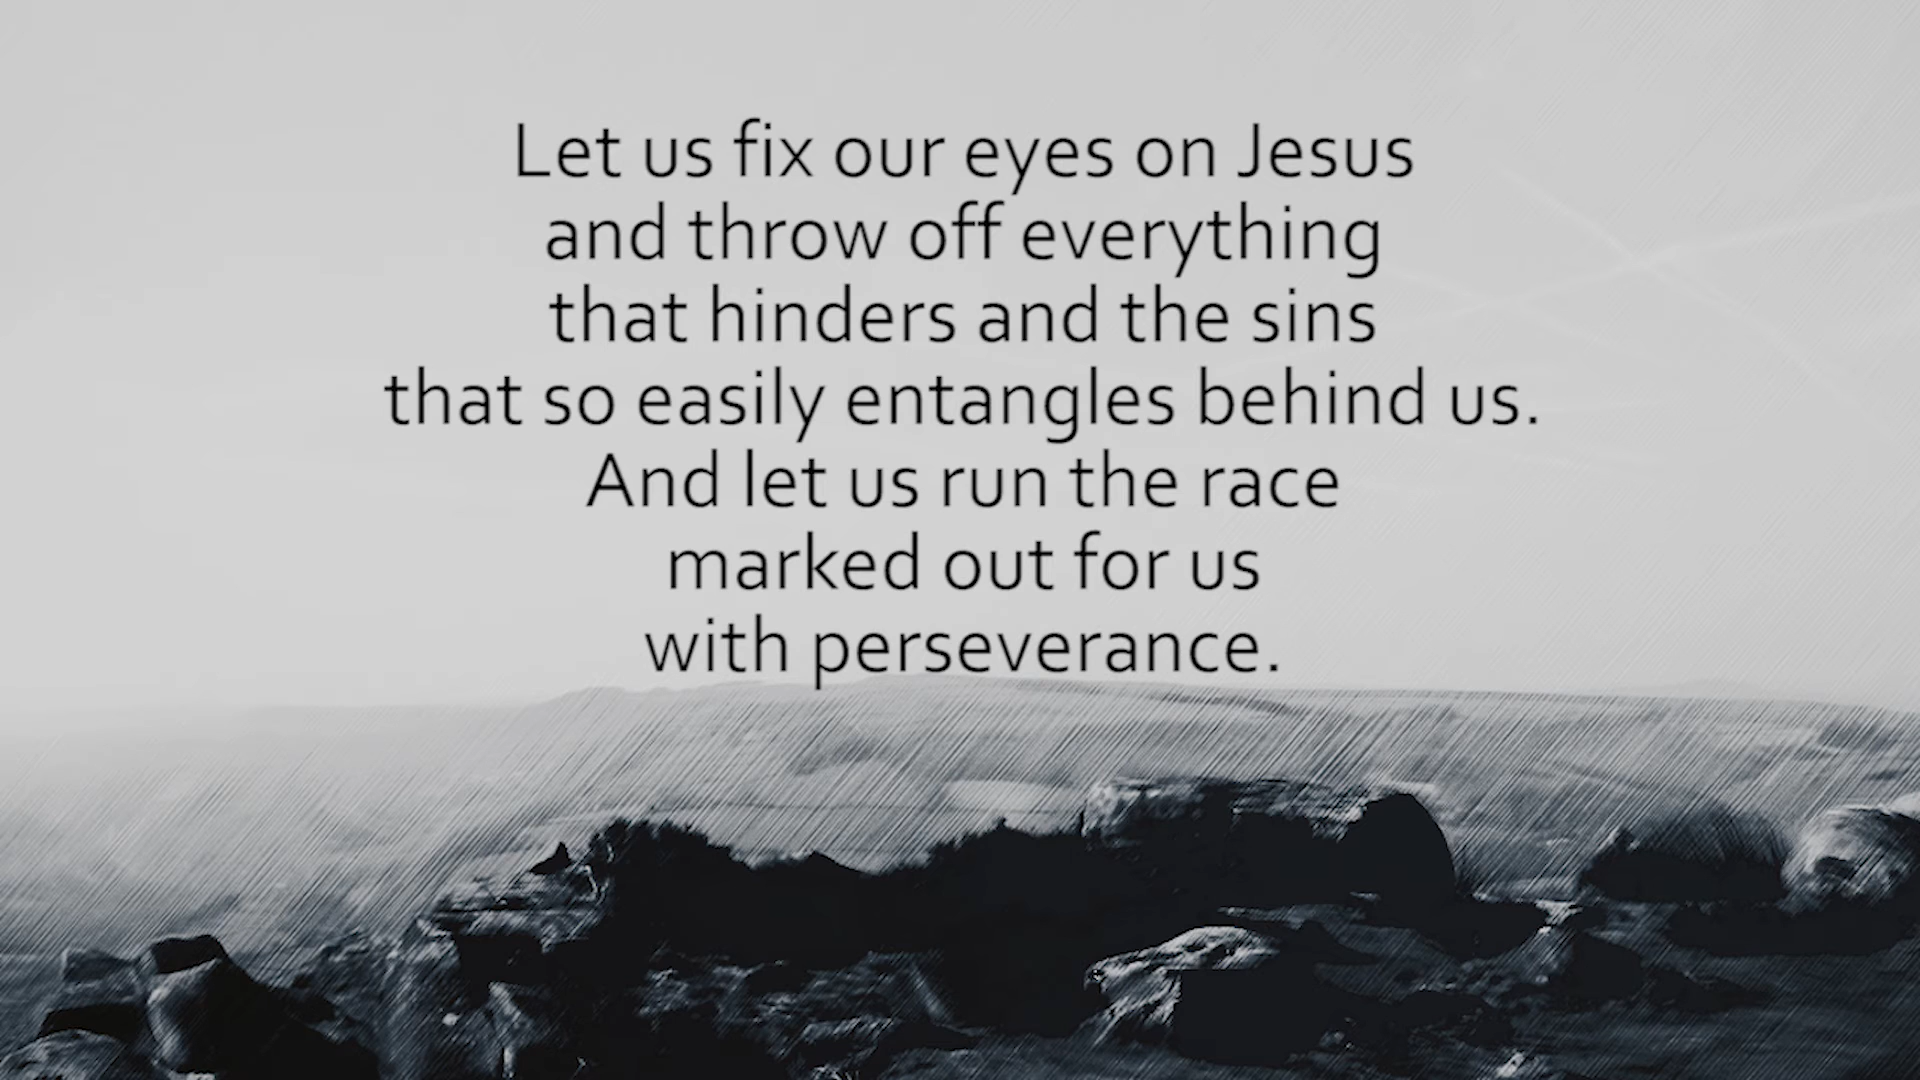 Let us fix our eyes on Jesus
and throw off everything
that hinders and the sins
that so easily entangles behind us.
And let us run the race
marked out for us
with perseverance.